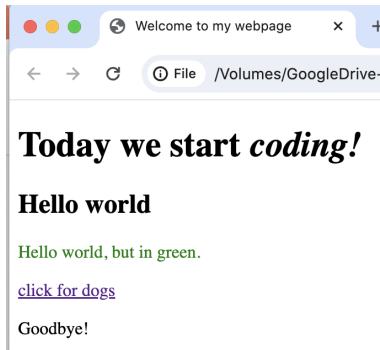 Welcome to my webpage
File /Volumes/GoogleDrive-
Today we start coding!
Hello world
Hello world, but in green.
click for dogs
Goodbye!